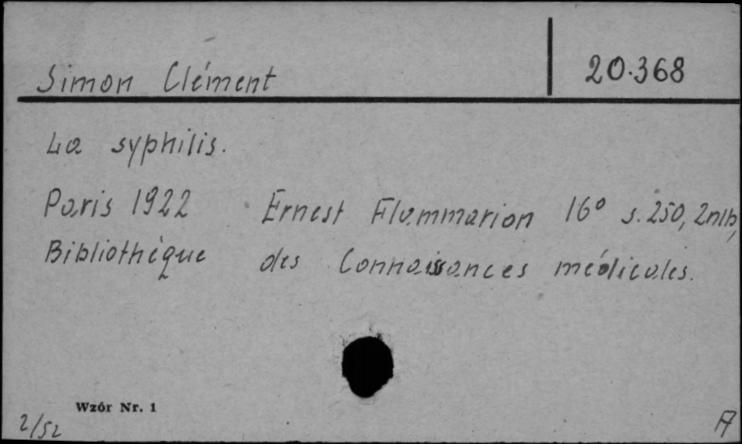 Simon Clément 20.368
La syphilis.
Paris 1922 Ernest Flammarion 16° s. 250, 2nlb,
Bibliothèque des Connaissances médicales.
Wzór Nr. 1
2/52 A